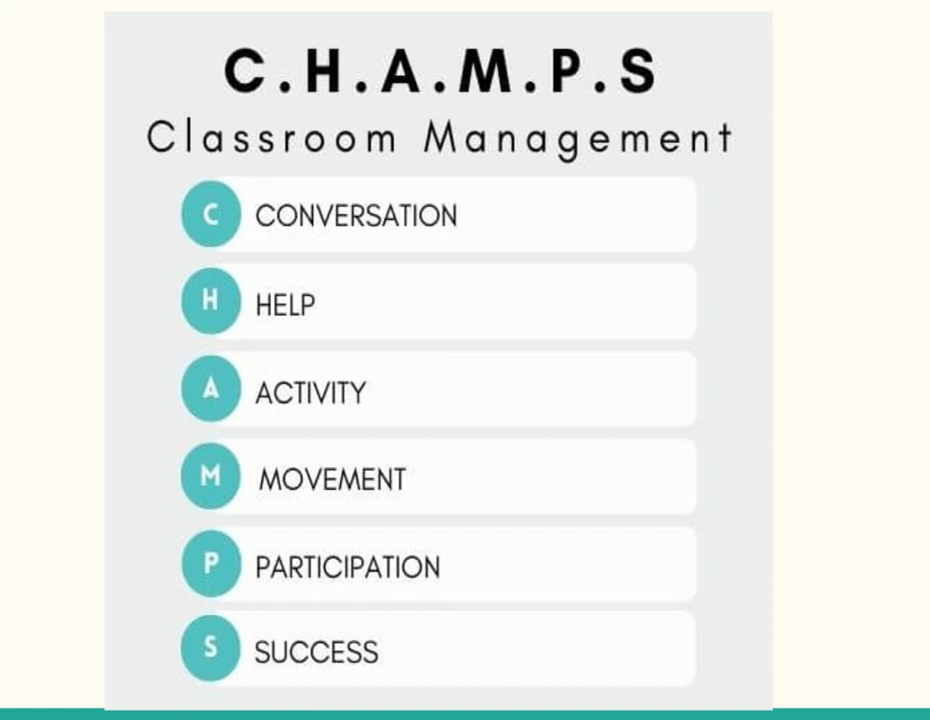 C.H.A.M.P.S
Classroom Management
C CONVERSATION
H HELP
A ACTIVITY
M MOVEMENT
P PARTICIPATION
S SUCCESS